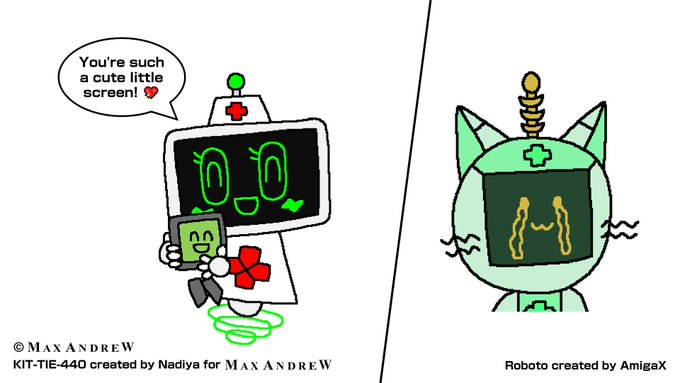 You're such
a cute little
screen! 💖
© MAX ANDREW
KIT-TIE-440 created by Nadiya for MAX ANDREW
Roboto created by AmigaX